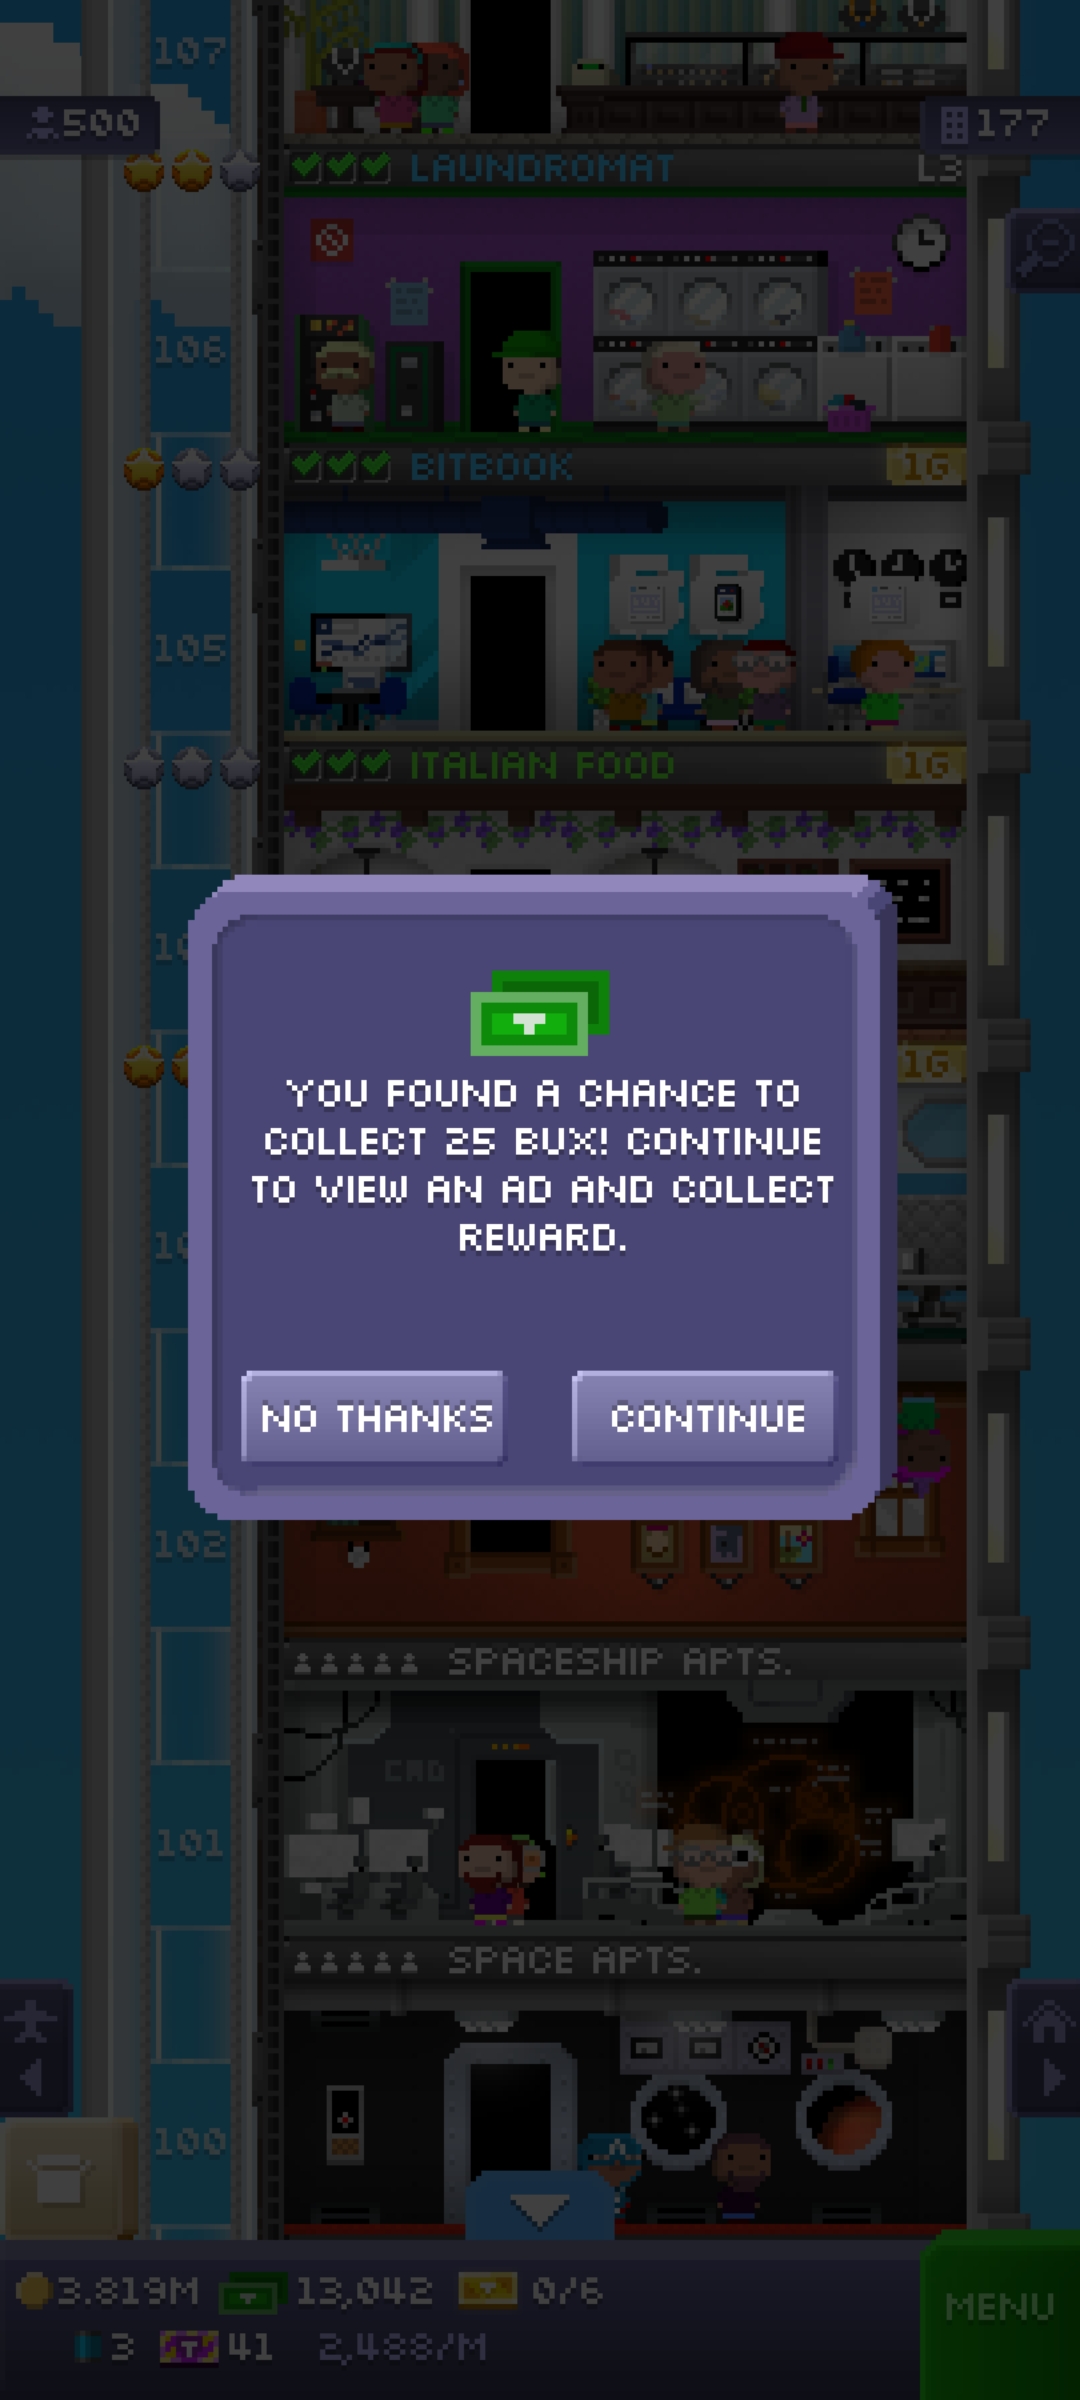 107
500
177
LAUNDROMAT
L3
106
BITBOOK
1G
105
ITALIAN FOOD
1G
1G
YOU FOUND A CHANCE TO
COLLECT 25 BUX! CONTINUE
TO VIEW AN AD AND COLLECT
REWARD.
NO THANKS
CONTINUE
102
SPACESHIP APTS.
CMD
101
SPACE APTS.
100
3.819M
13,042
0/6
MENU
3
41
2,488/M